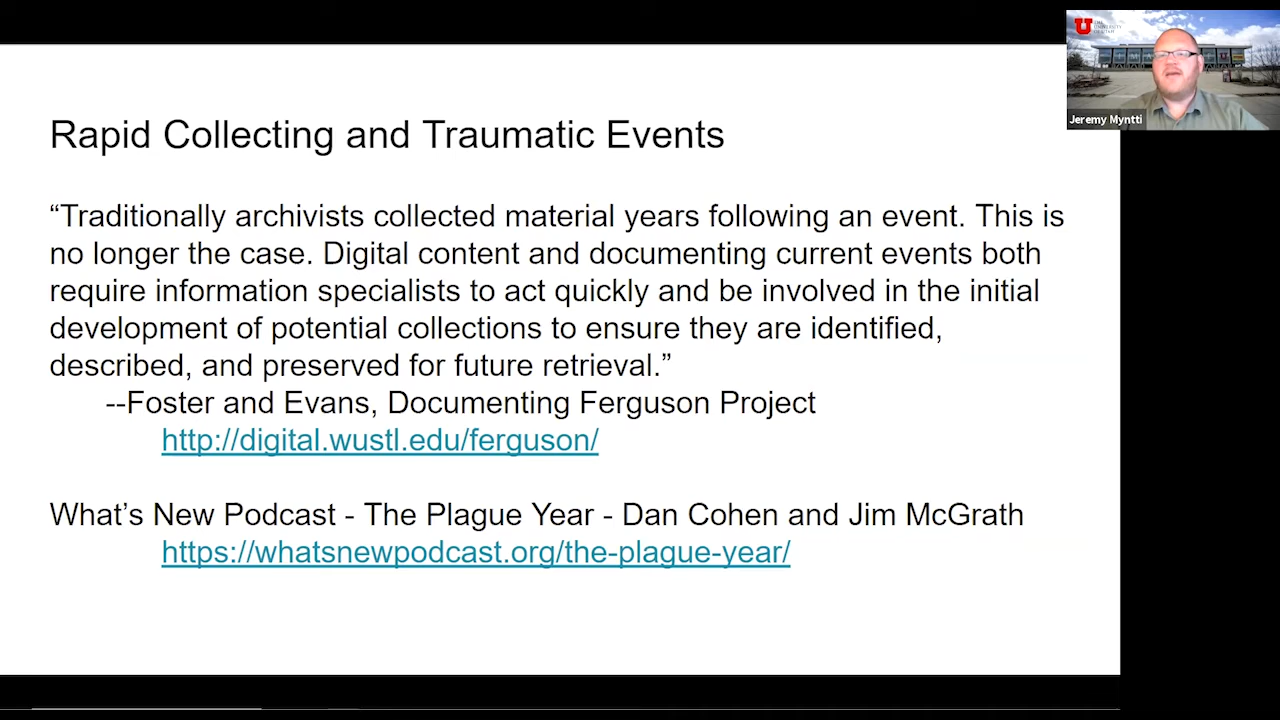 U THE UNIVERSITY OF UTAH
Jeremy Myntti
Rapid Collecting and Traumatic Events
“Traditionally archivists collected material years following an event. This is
no longer the case. Digital content and documenting current events both
require information specialists to act quickly and be involved in the initial
development of potential collections to ensure they are identified,
described, and preserved for future retrieval.”
--Foster and Evans, Documenting Ferguson Project
http://digital.wustl.edu/ferguson/
What’s New Podcast - The Plague Year - Dan Cohen and Jim McGrath
https://whatsnewpodcast.org/the-plague-year/